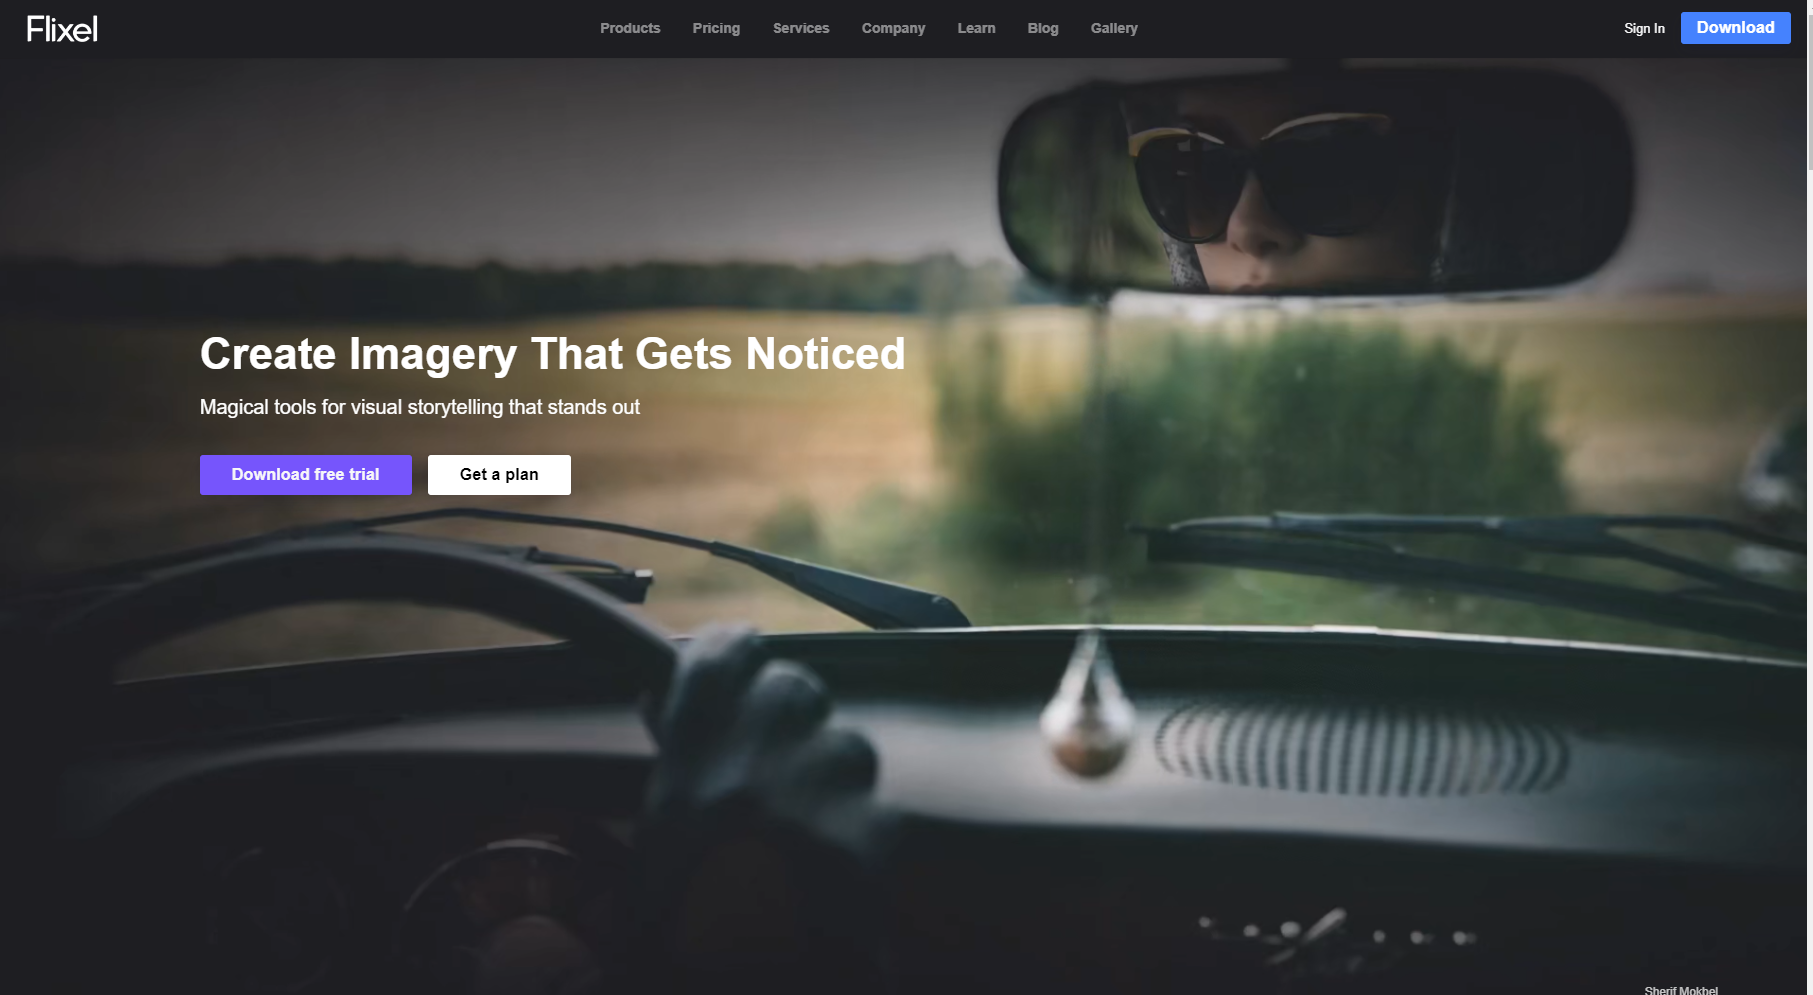 Flixel
Products Pricing Services Company Learn Blog Gallery
Sign In
Download
Create Imagery That Gets Noticed
Magical tools for visual storytelling that stands out
Download free trial
Get a plan
Sherif Mokbel